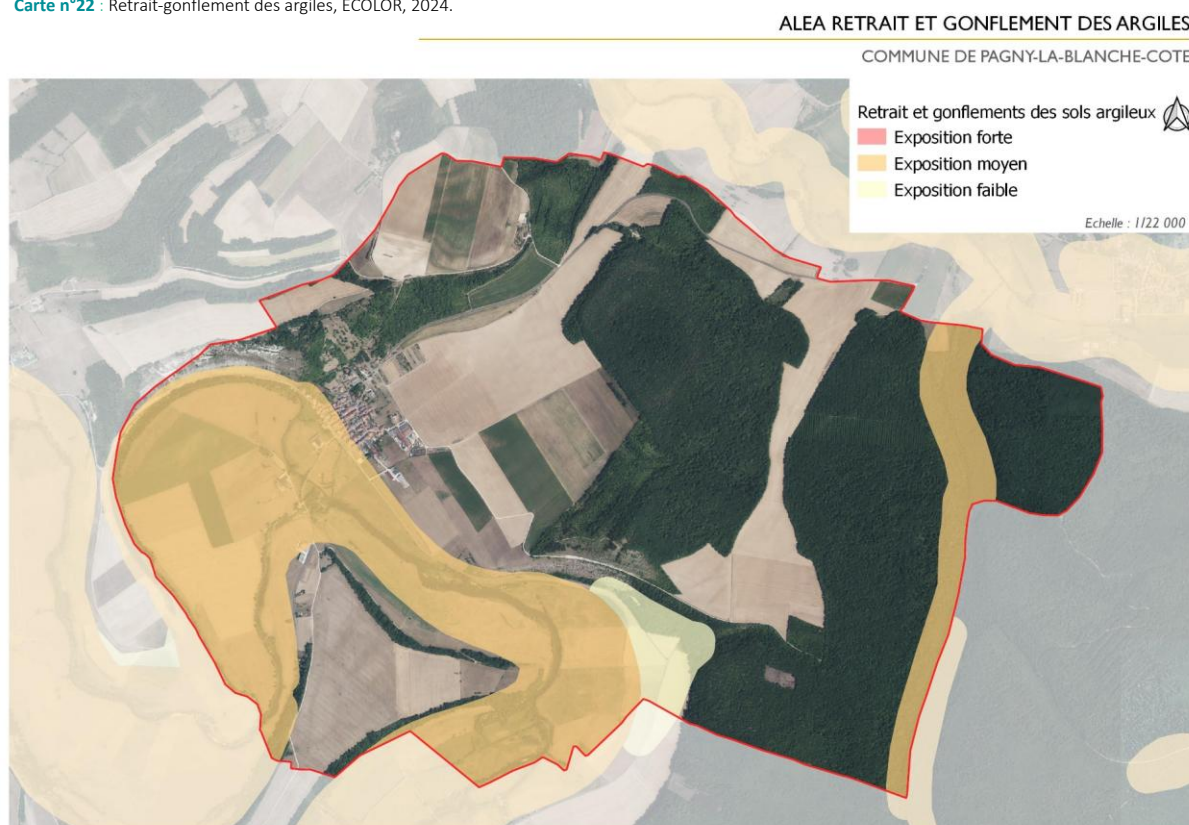 Carte n°22 : Retrait-gonflement des argiles, ECOLOR, 2024.
ALEA RETRAIT ET GONFLEMENT DES ARGILES
COMMUNE DE PAGNY-LA-BLANCHE-COTE
Retrait et gonflements des sols argileux
Exposition forte
Exposition moyen
Exposition faible
Echelle : 1/22 000